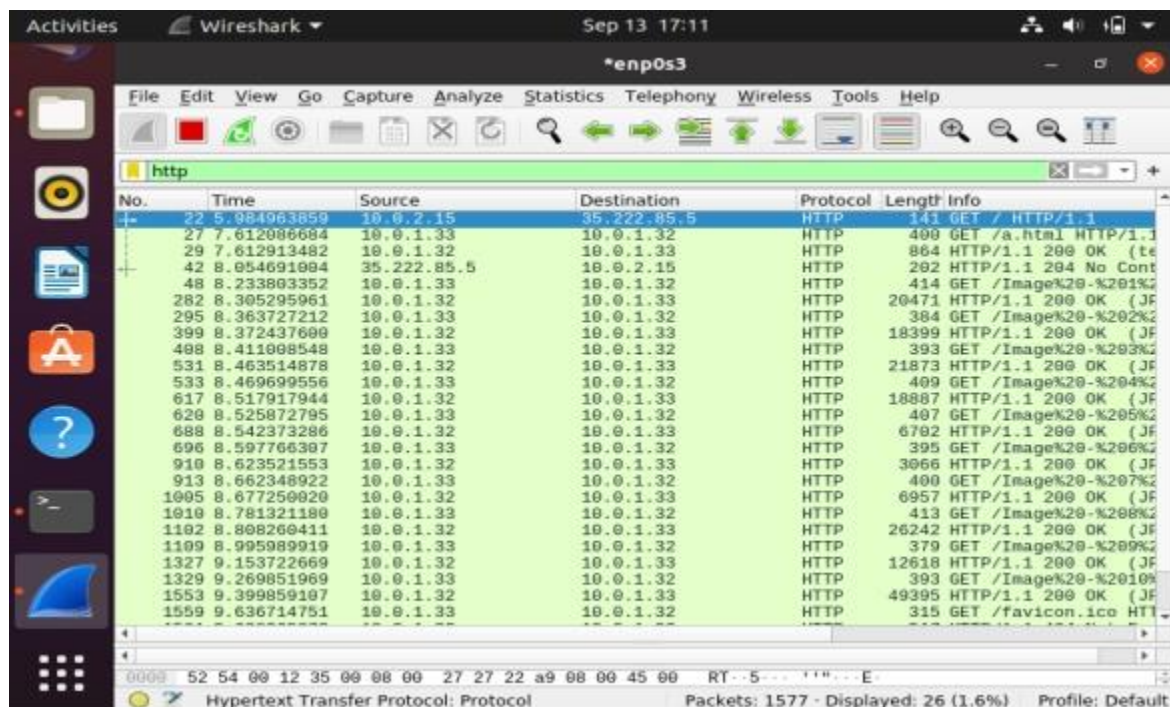 Activities Wireshark Sep 13 17:11
*enp0s3
File Edit View Go Capture Analyze Statistics Telephony Wireless Tools Help
http
No. Time Source Destination Protocol Length Info
22 5.984963859 10.0.2.15 35.222.85.5 HTTP 141 GET / HTTP/1.1
27 7.612086684 10.0.1.33 10.0.1.32 HTTP 400 GET /a.html HTTP/1.1
29 7.612913482 10.0.1.32 10.0.1.33 HTTP 864 HTTP/1.1 200 OK (te
42 8.054691004 35.222.85.5 10.0.2.15 HTTP 202 HTTP/1.1 204 No Cont
48 8.233803352 10.0.1.33 10.0.1.32 HTTP 414 GET /Image%20-%201%2
282 8.305295961 10.0.1.32 10.0.1.33 HTTP 20471 HTTP/1.1 200 OK (JF
295 8.363727212 10.0.1.33 10.0.1.32 HTTP 384 GET /Image%20-%202%2
399 8.372437600 10.0.1.32 10.0.1.33 HTTP 18399 HTTP/1.1 200 OK (JF
408 8.411008548 10.0.1.33 10.0.1.32 HTTP 393 GET /Image%20-%203%2
531 8.463514878 10.0.1.32 10.0.1.33 HTTP 21873 HTTP/1.1 200 OK (JF
533 8.469699556 10.0.1.33 10.0.1.32 HTTP 409 GET /Image%20-%204%2
617 8.517917944 10.0.1.32 10.0.1.33 HTTP 18887 HTTP/1.1 200 OK (JF
620 8.525872795 10.0.1.33 10.0.1.32 HTTP 407 GET /Image%20-%205%2
688 8.542373286 10.0.1.32 10.0.1.33 HTTP 6702 HTTP/1.1 200 OK (JF
696 8.597766307 10.0.1.33 10.0.1.32 HTTP 395 GET /Image%20-%206%2
910 8.623521553 10.0.1.32 10.0.1.33 HTTP 3066 HTTP/1.1 200 OK (JF
913 8.662348922 10.0.1.33 10.0.1.32 HTTP 400 GET /Image%20-%207%2
1005 8.677250020 10.0.1.32 10.0.1.33 HTTP 6957 HTTP/1.1 200 OK (JF
1010 8.781321180 10.0.1.33 10.0.1.32 HTTP 413 GET /Image%20-%208%2
1102 8.808260411 10.0.1.32 10.0.1.33 HTTP 26242 HTTP/1.1 200 OK (JF
1109 8.995989919 10.0.1.33 10.0.1.32 HTTP 379 GET /Image%20-%209%2
1327 9.153722669 10.0.1.32 10.0.1.33 HTTP 12618 HTTP/1.1 200 OK (JF
1329 9.269851969 10.0.1.33 10.0.1.32 HTTP 393 GET /Image%20-%2010%
1553 9.399859107 10.0.1.32 10.0.1.33 HTTP 49395 HTTP/1.1 200 OK (JF
1559 9.636714751 10.0.1.33 10.0.1.32 HTTP 315 GET /favicon.ico HTT
0000 52 54 00 12 35 00 08 00 27 27 22 a9 08 00 45 00 RT··5··· ''"···E·
Hypertext Transfer Protocol: Protocol Packets: 1577 · Displayed: 26 (1.6%) Profile: Default